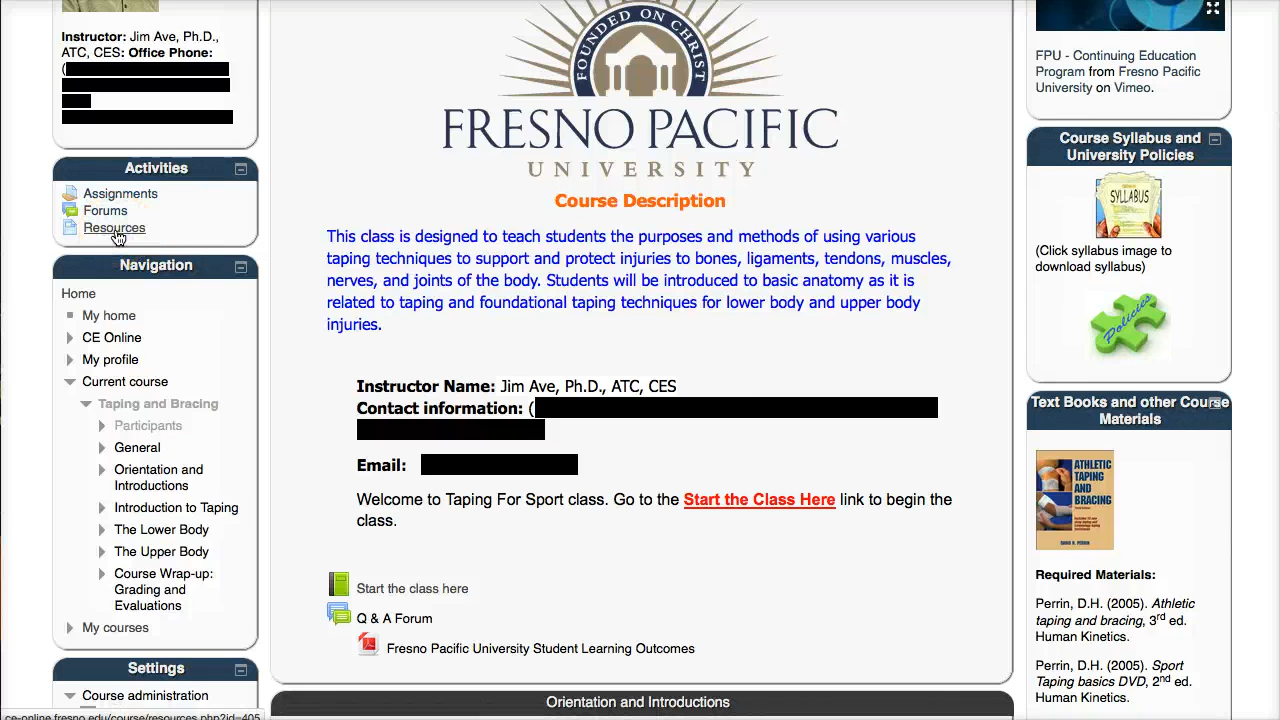 Instructor: Jim Ave, Ph.D.,
ATC, CES: Office Phone:
(
Activities
Assignments
Forums
Resources
Navigation
Home
My home
CE Online
My profile
Current course
Taping and Bracing
Participants
General
Orientation and
Introductions
Introduction to Taping
The Lower Body
The Upper Body
Course Wrap-up:
Grading and
Evaluations
My courses
Settings
Course administration
ce-online.fresno.edu/course/resources.php?id=405
FOUNDED ON CHRIST
FRESNO PACIFIC
UNIVERSITY
Course Description
This class is designed to teach students the purposes and methods of using various
taping techniques to support and protect injuries to bones, ligaments, tendons, muscles,
nerves, and joints of the body. Students will be introduced to basic anatomy as it is
related to taping and foundational taping techniques for lower body and upper body
injuries.
Instructor Name: Jim Ave, Ph.D., ATC, CES
Contact information: (
Email:
Welcome to Taping For Sport class. Go to the Start the Class Here link to begin the
class.
Start the class here
Q & A Forum
Fresno Pacific University Student Learning Outcomes
Orientation and Introductions
FPU - Continuing Education
Program from Fresno Pacific
University on Vimeo.
Course Syllabus and
University Policies
SYLLABUS
(Click syllabus image to
download syllabus)
Policies
Text Books and other Course
Materials
ATHLETIC
TAPING
AND
BRACING
Required Materials:
Perrin, D.H. (2005). Athletic
taping and bracing, 3rd ed.
Human Kinetics.
Perrin, D.H. (2005). Sport
Taping basics DVD, 2nd ed.
Human Kinetics.